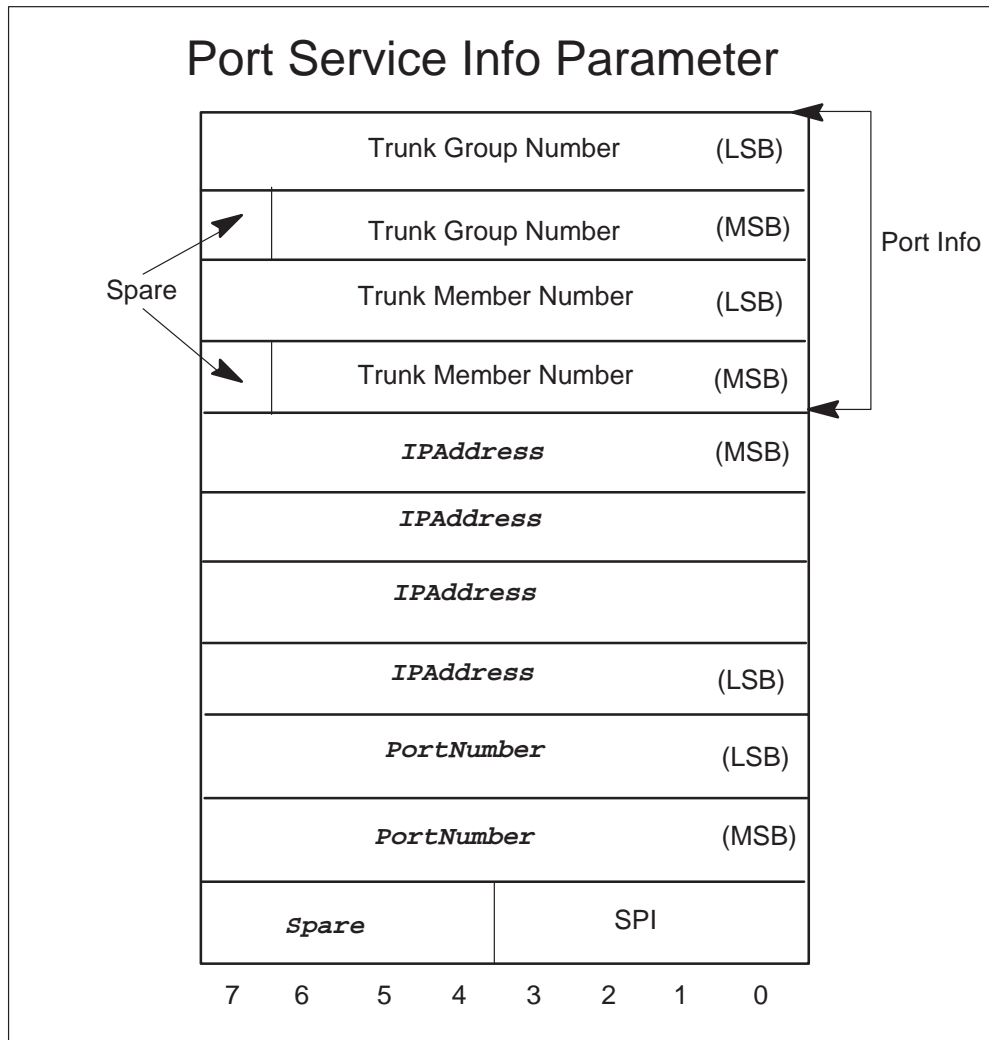 Port Service Info Parameter
Trunk Group Number (LSB)
Trunk Group Number (MSB)
Port Info
Spare
Trunk Member Number (LSB)
Trunk Member Number (MSB)
IPAddress (MSB)
IPAddress
IPAddress
IPAddress (LSB)
PortNumber (LSB)
PortNumber (MSB)
Spare SPI
7 6 5 4 3 2 1 0